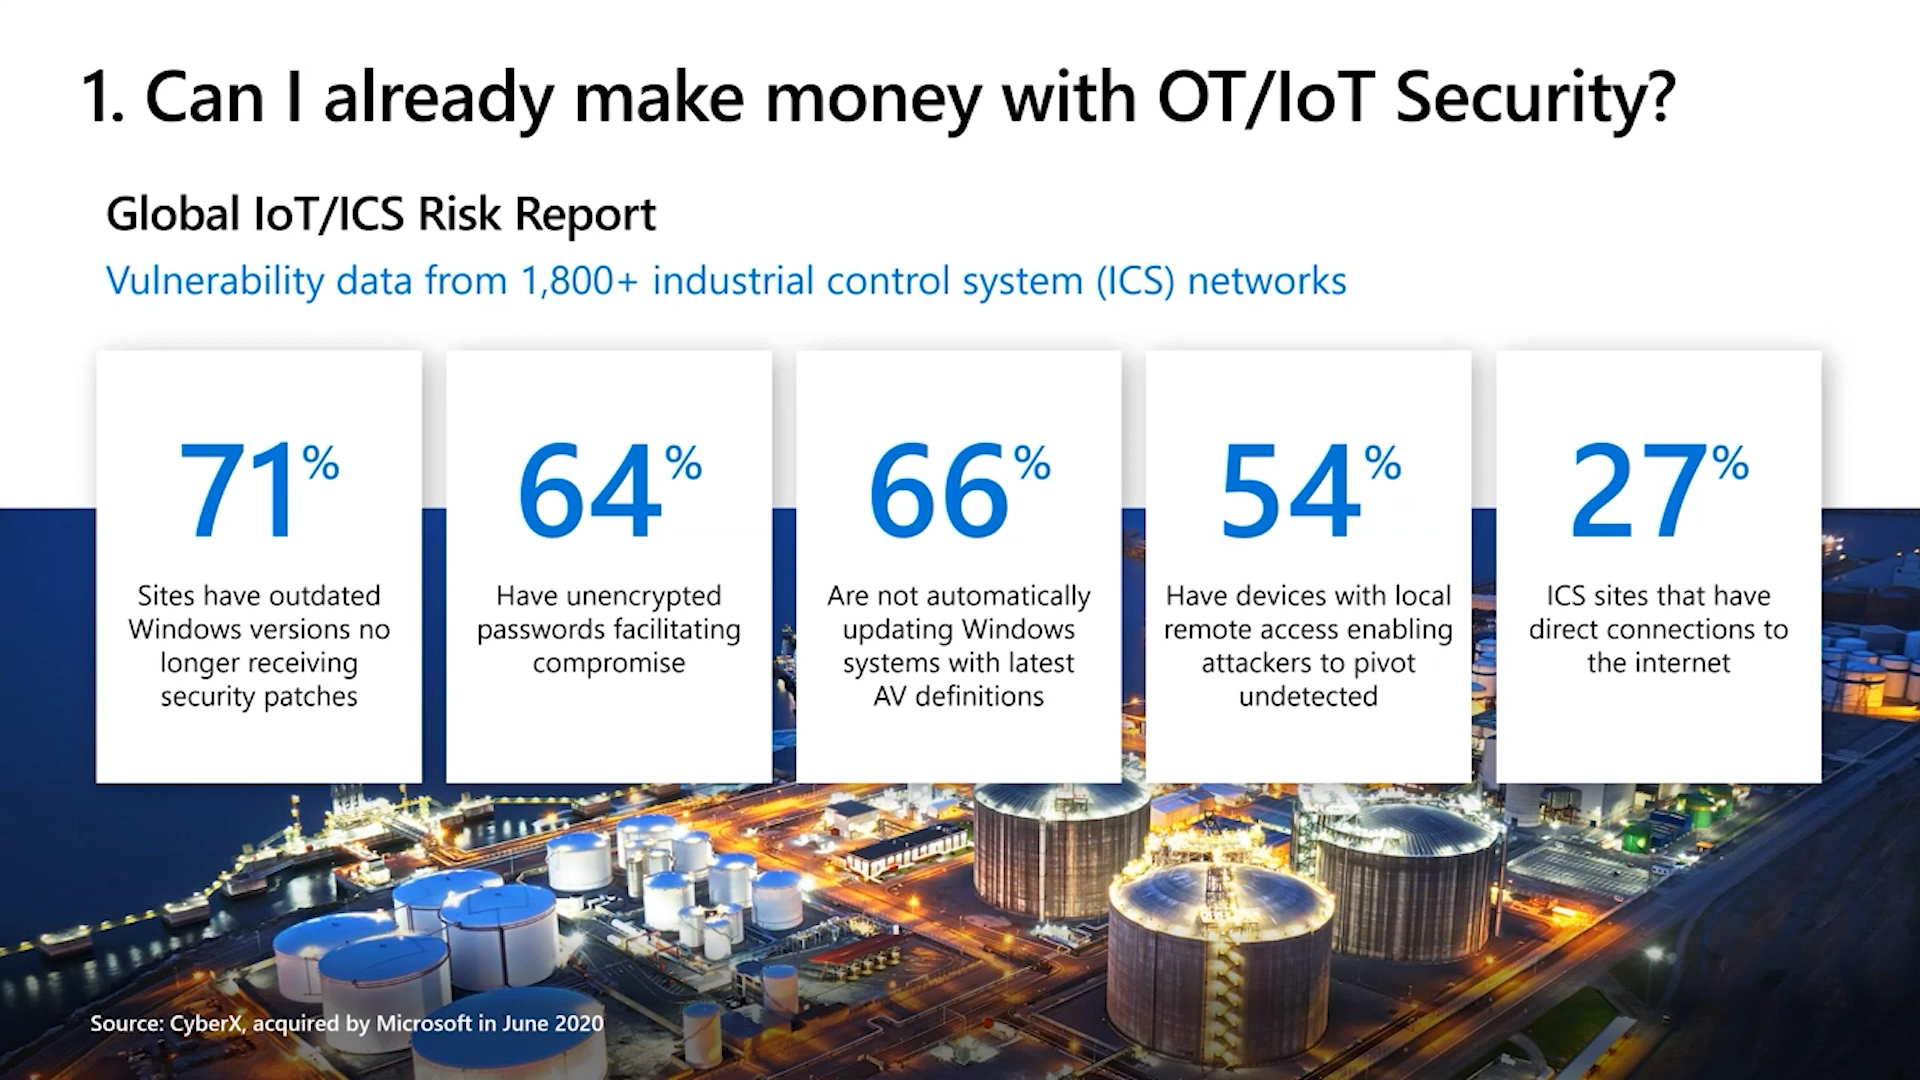 1. Can I already make money with OT/IoT Security?
Global IoT/ICS Risk Report
Vulnerability data from 1,800+ industrial control system (ICS) networks
71%
Sites have outdated
Windows versions no
longer receiving
security patches
64%
Have unencrypted
passwords facilitating
compromise
66%
Are not automatically
updating Windows
systems with latest
AV definitions
54%
Have devices with local
remote access enabling
attackers to pivot
undetected
27%
ICS sites that have
direct connections to
the internet
Source: CyberX, acquired by Microsoft in June 2020